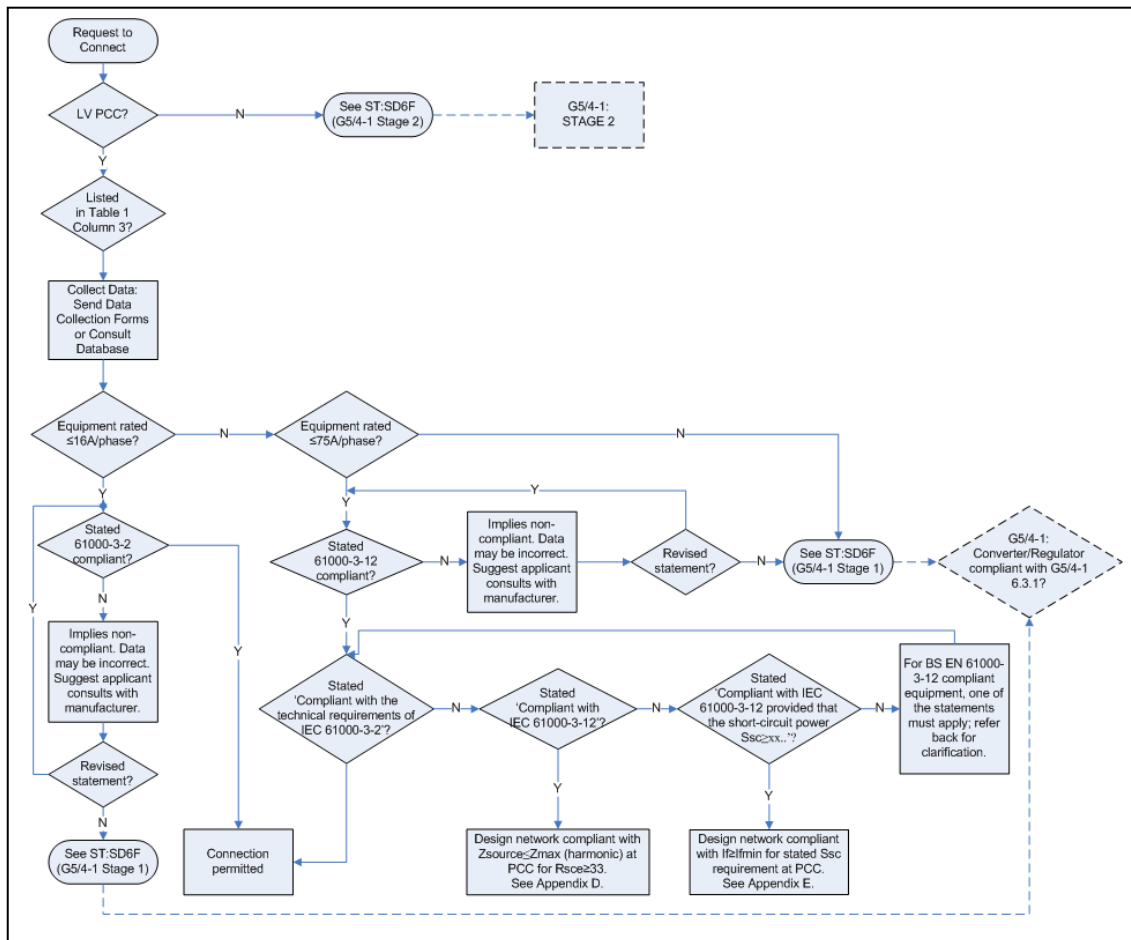 Request to
Connect
LV PCC?
N
See ST:SD6F
(G5/4-1 Stage 2)
G5/4-1:
STAGE 2
Y
Listed
in Table 1
Column 3?
Collect Data:
Send Data
Collection Forms
or Consult
Database
Equipment rated
≤16A/phase?
N
Equipment rated
≤75A/phase?
N
Y
Y
Y
Stated
61000-3-2
compliant?
Stated
61000-3-12
compliant?
N
Implies non-
compliant. Data
may be incorrect.
Suggest applicant
consults with
manufacturer.
Revised
statement?
N
See ST:SD6F
(G5/4-1 Stage 1)
G5/4-1:
Converter/Regulator
compliant with G5/4-1
6.3.1?
N
Y
Y
Y
Implies non-
compliant. Data
may be incorrect.
Suggest applicant
consults with
manufacturer.
Stated
‘Compliant with the
technical requirements of
IEC 61000-3-2’?
N
Stated
‘Compliant with
IEC 61000-3-12’?
N
Stated
‘Compliant with IEC
61000-3-12 provided that
the short-circuit power
Ssc≥xx..’?
N
For BS EN 61000-
3-12 compliant
equipment, one of
the statements
must apply; refer
back for
clarification.
Revised
statement?
N
Y
Y
See ST:SD6F
(G5/4-1 Stage 1)
Connection
permitted
Design network compliant with
Zsource≤Zmax (harmonic) at
PCC for Rsce≥33.
See Appendix D.
Design network compliant
with If≥Ifmin for stated Ssc
requirement at PCC.
See Appendix E.